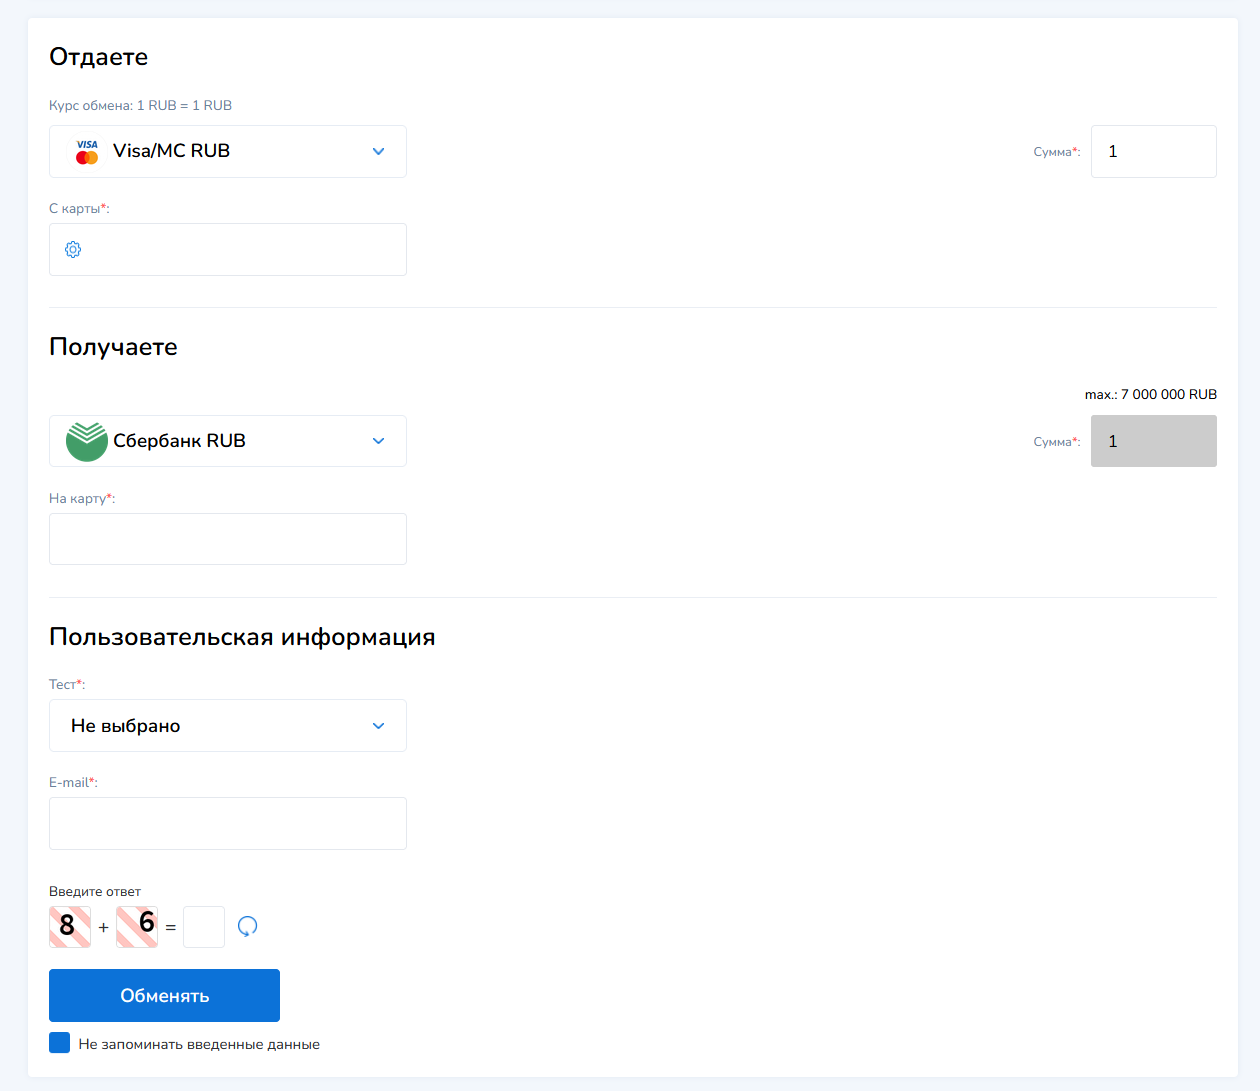 Отдаете
Курс обмена: 1 RUB = 1 RUB
VISA Visa/MC RUB
Сумма*: 1
С карты*:
Получаете
max.: 7 000 000 RUB
Сбербанк RUB
Сумма*: 1
На карту*:
Пользовательская информация
Тест*:
Не выбрано
E-mail*:
Введите ответ
8 + 6 =
Обменять
Не запоминать введенные данные